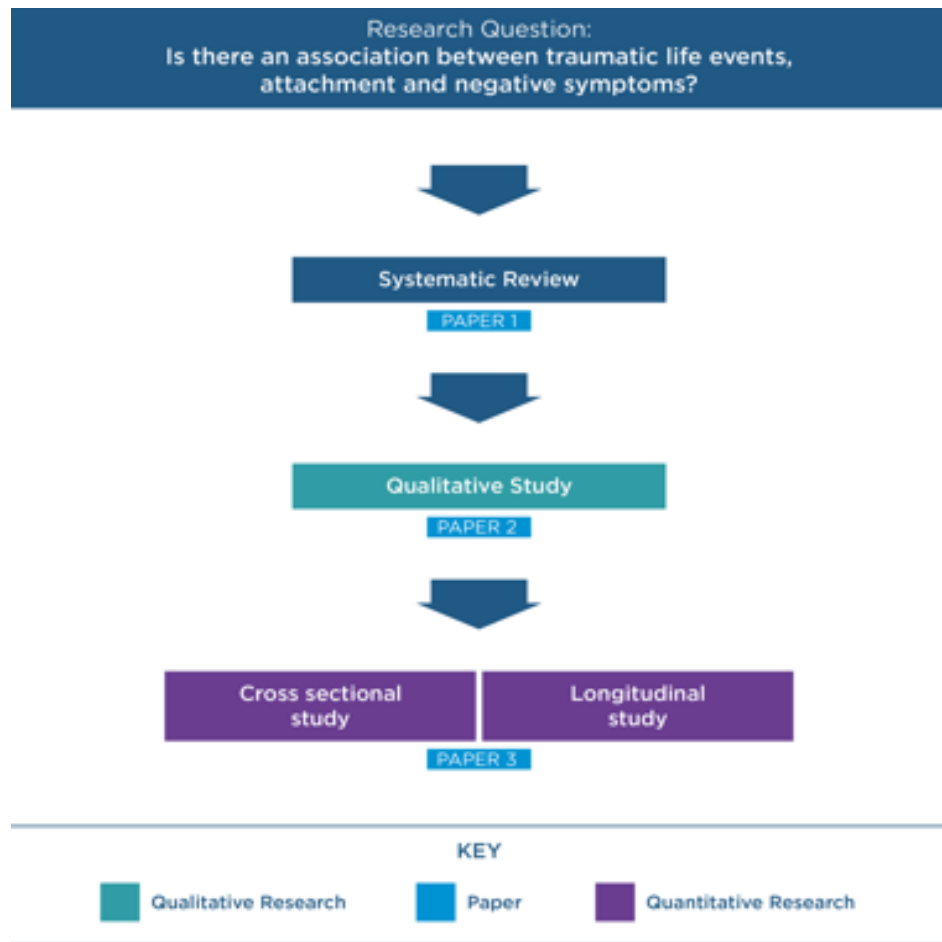 Research Question:
Is there an association between traumatic life events,
attachment and negative symptoms?
Systematic Review
PAPER 1
Qualitative Study
PAPER 2
Cross sectional
study
Longitudinal
study
PAPER 3
KEY
Qualitative Research
Paper
Quantitative Research